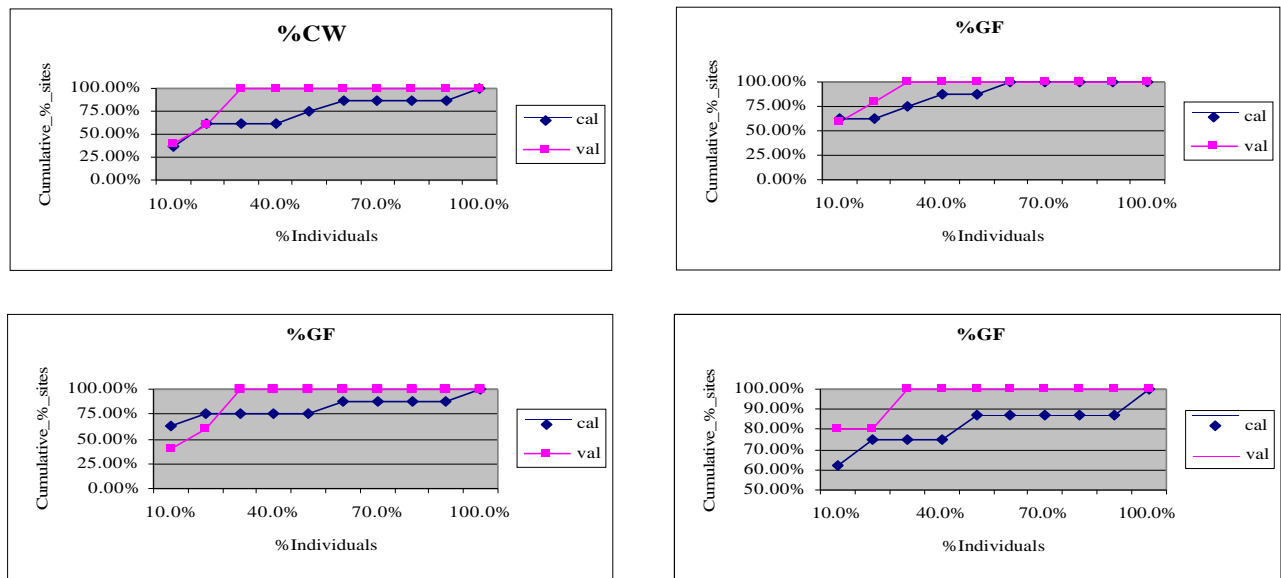 %CW
Cumulative_%_sites
100.00%
75.00%
50.00%
25.00%
0.00%
10.0% 40.0% 70.0% 100.0%
%Individuals
cal
val
%GF
Cumulative_%_sites
100.00%
75.00%
50.00%
25.00%
0.00%
10.0% 40.0% 70.0% 100.0%
%Individuals
cal
val
%GF
Cumulative_%_sites
100.00%
75.00%
50.00%
25.00%
0.00%
10.0% 40.0% 70.0% 100.0%
%Individuals
cal
val
%GF
Cumulative_%_sites
100.00%
90.00%
80.00%
70.00%
60.00%
50.00%
10.0% 40.0% 70.0% 100.0%
%Individuals
cal
val